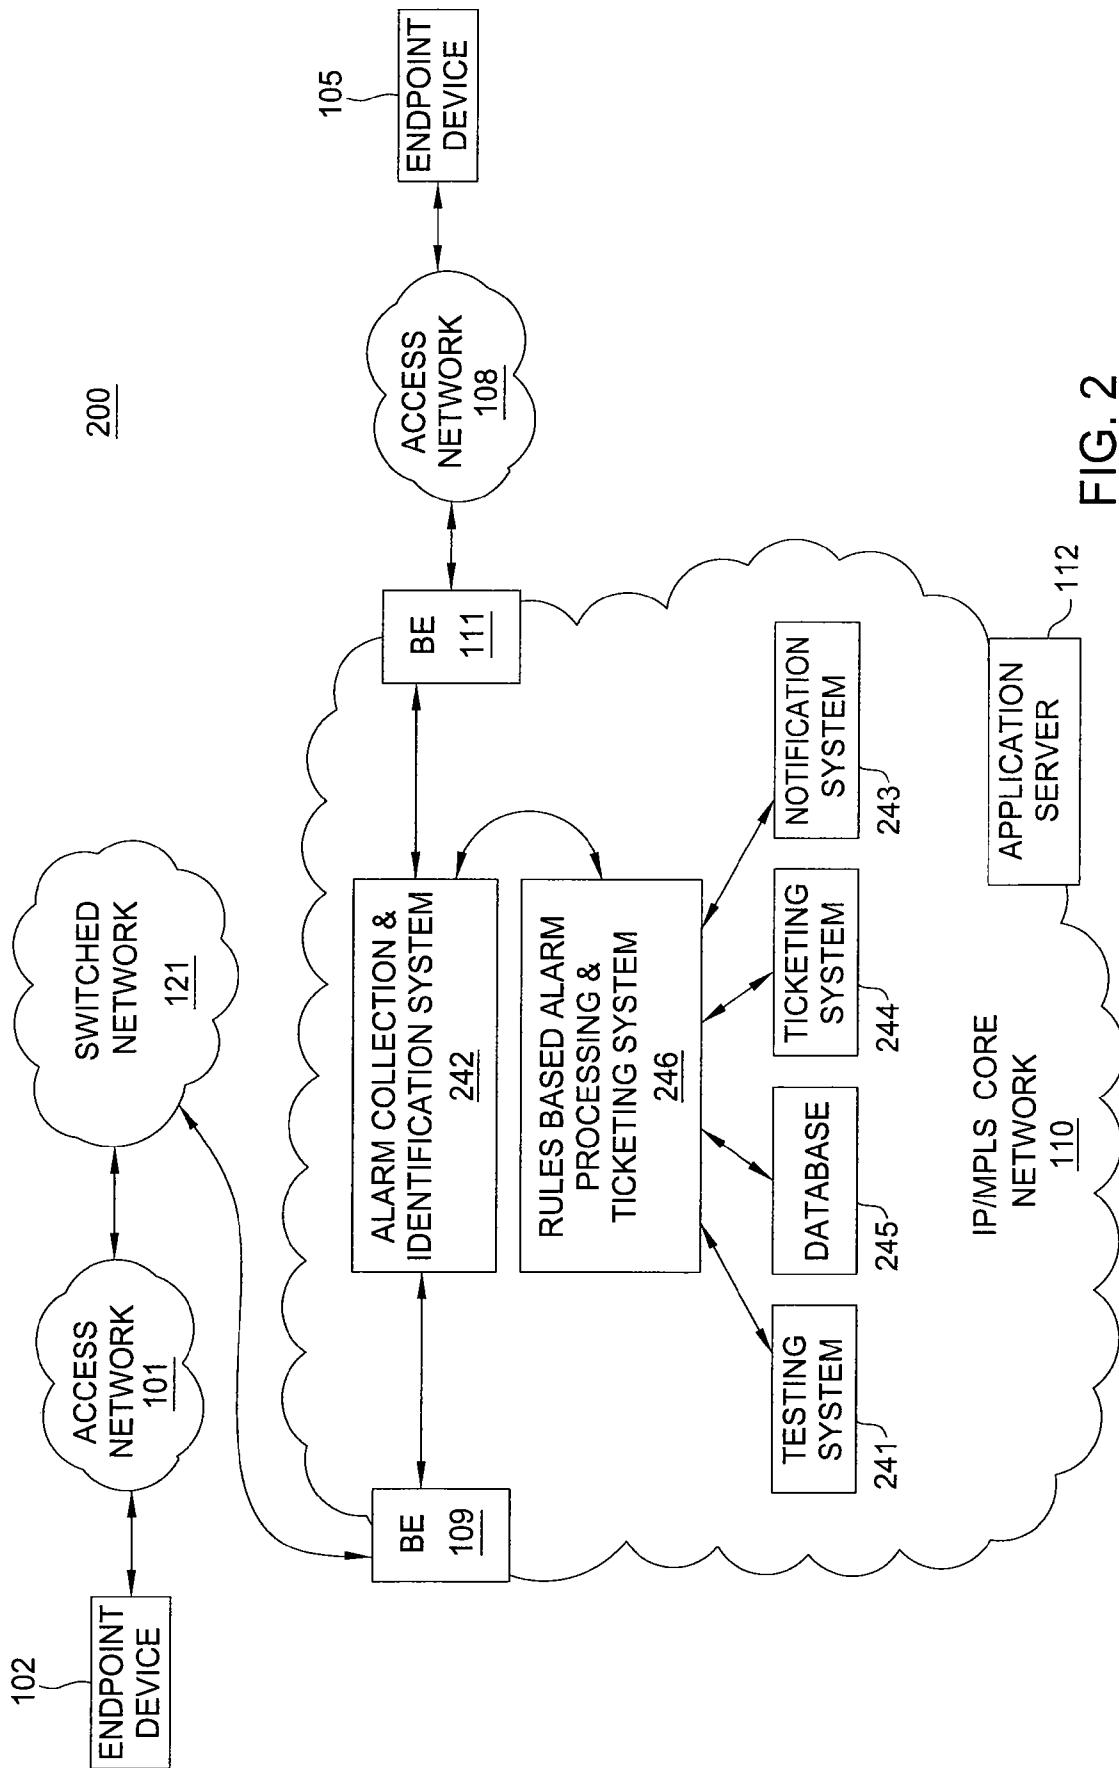 200
102
ENDPOINT
DEVICE
ACCESS
NETWORK
101
SWITCHED
NETWORK
121
105
ENDPOINT
DEVICE
ACCESS
NETWORK
108
BE
109
BE
111
ALARM COLLECTION &
IDENTIFICATION SYSTEM
242
RULES BASED ALARM
PROCESSING &
TICKETING SYSTEM
246
TESTING
SYSTEM
241
DATABASE
245
TICKETING
SYSTEM
244
NOTIFICATION
SYSTEM
243
IP/MPLS CORE
NETWORK
110
APPLICATION
SERVER
112
FIG. 2